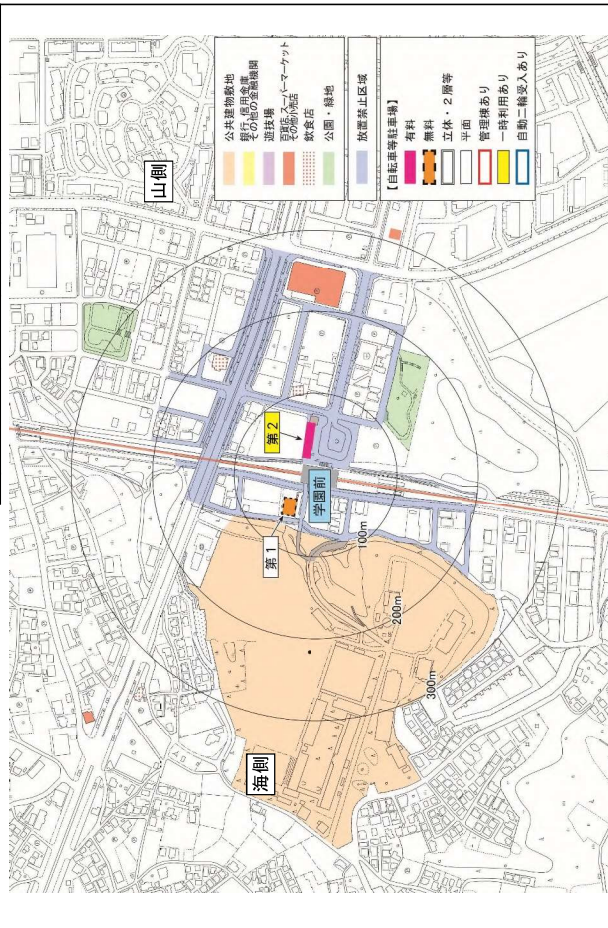 山側
公共建物敷地
銀行、信用金庫
その他の金融機関
遊技場
百貨店、スーパーマーケット
その他小売店
飲食店
公園・緑地
放置禁止区域
【自転車等駐車場】
有料
無料
立体・2層等
平面
管理棟あり
一時利用あり
自動二輪受入あり
第2
学園前
第1
100m
200m
300m
海側